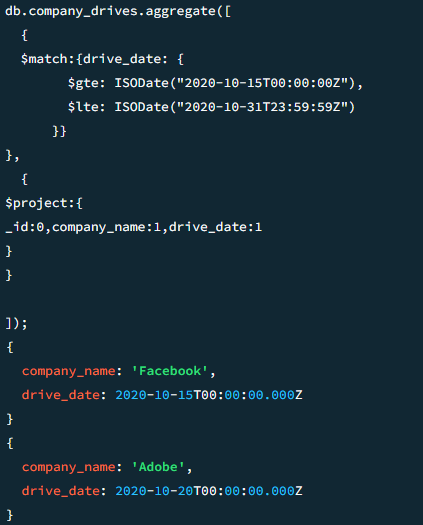 db.company_drives.aggregate([
{
$match:{drive_date: {
$gte: ISODate("2020-10-15T00:00:00Z"),
$lte: ISODate("2020-10-31T23:59:59Z")
}}
},
{
$project:{
_id:0,company_name:1,drive_date:1
}
}
]);
{
company_name: 'Facebook',
drive_date: 2020-10-15T00:00:00.000Z
}
{
company_name: 'Adobe',
drive_date: 2020-10-20T00:00:00.000Z
}